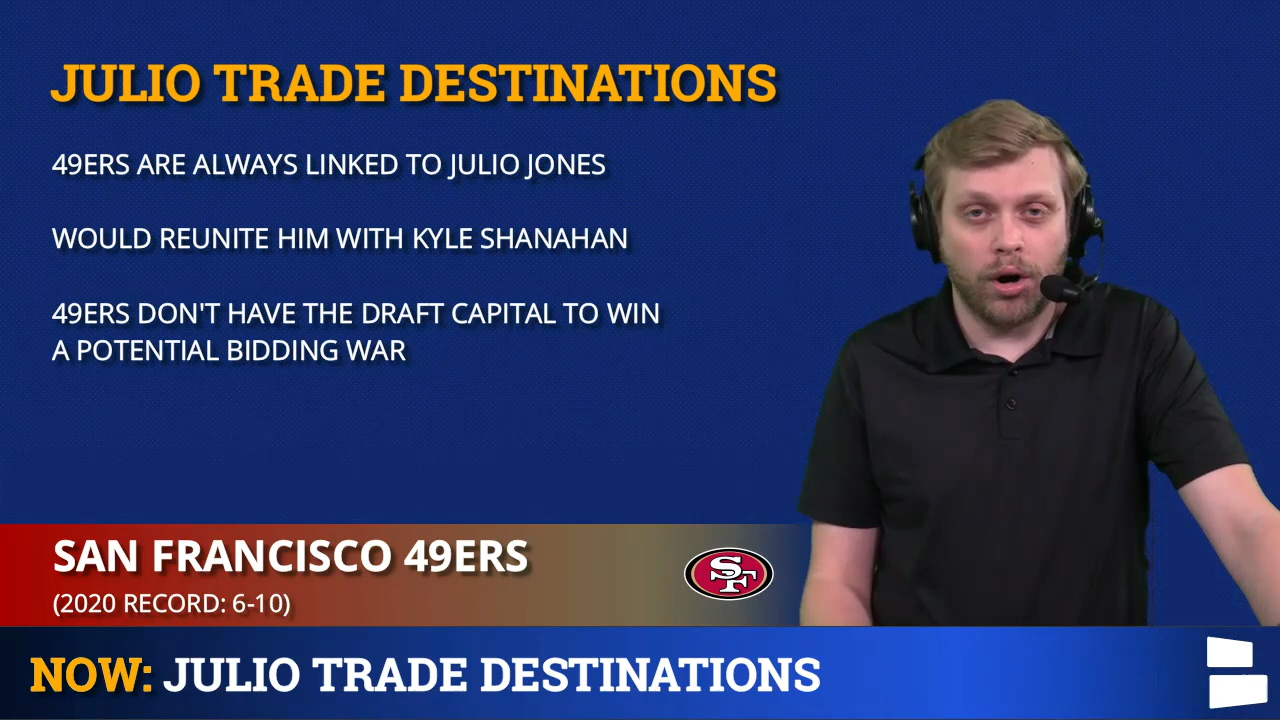 JULIO TRADE DESTINATIONS
49ERS ARE ALWAYS LINKED TO JULIO JONES
WOULD REUNITE HIM WITH KYLE SHANAHAN
49ERS DON'T HAVE THE DRAFT CAPITAL TO WIN
A POTENTIAL BIDDING WAR
SAN FRANCISCO 49ERS
SF
(2020 RECORD: 6-10)
NOW: JULIO TRADE DESTINATIONS